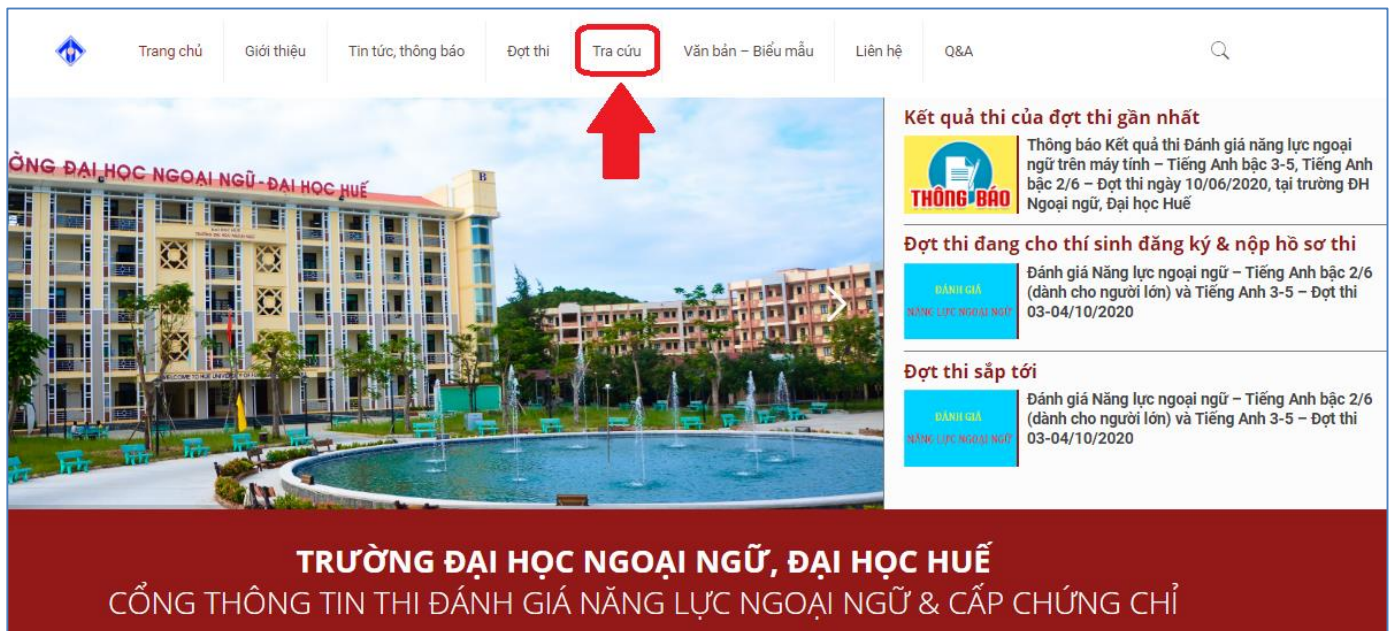 Trang chủ
Giới thiệu
Tin tức, thông báo
Đợt thi
Tra cứu
Văn bản – Biểu mẫu
Liên hệ
Q&A
ỜNG ĐẠI HỌC NGOẠI NGỮ - ĐẠI HỌC HUẾ
B
Kết quả thi của đợt thi gần nhất
THÔNG BÁO
Thông báo Kết quả thi Đánh giá năng lực ngoại
ngữ trên máy tính – Tiếng Anh bậc 3-5, Tiếng Anh
bậc 2/6 – Đợt thi ngày 10/06/2020, tại trường ĐH
Ngoại ngữ, Đại học Huế
Đợt thi đang cho thí sinh đăng ký & nộp hồ sơ thi
ĐÁNH GIÁ
NĂNG LỰC NGOẠI NGỮ
Đánh giá Năng lực ngoại ngữ – Tiếng Anh bậc 2/6
(dành cho người lớn) và Tiếng Anh 3-5 – Đợt thi
03-04/10/2020
Đợt thi sắp tới
ĐÁNH GIÁ
NĂNG LỰC NGOẠI NGỮ
Đánh giá Năng lực ngoại ngữ – Tiếng Anh bậc 2/6
(dành cho người lớn) và Tiếng Anh 3-5 – Đợt thi
03-04/10/2020
TRƯỜNG ĐẠI HỌC NGOẠI NGỮ, ĐẠI HỌC HUẾ
CỔNG THÔNG TIN THI ĐÁNH GIÁ NĂNG LỰC NGOẠI NGỮ & CẤP CHỨNG CHỈ